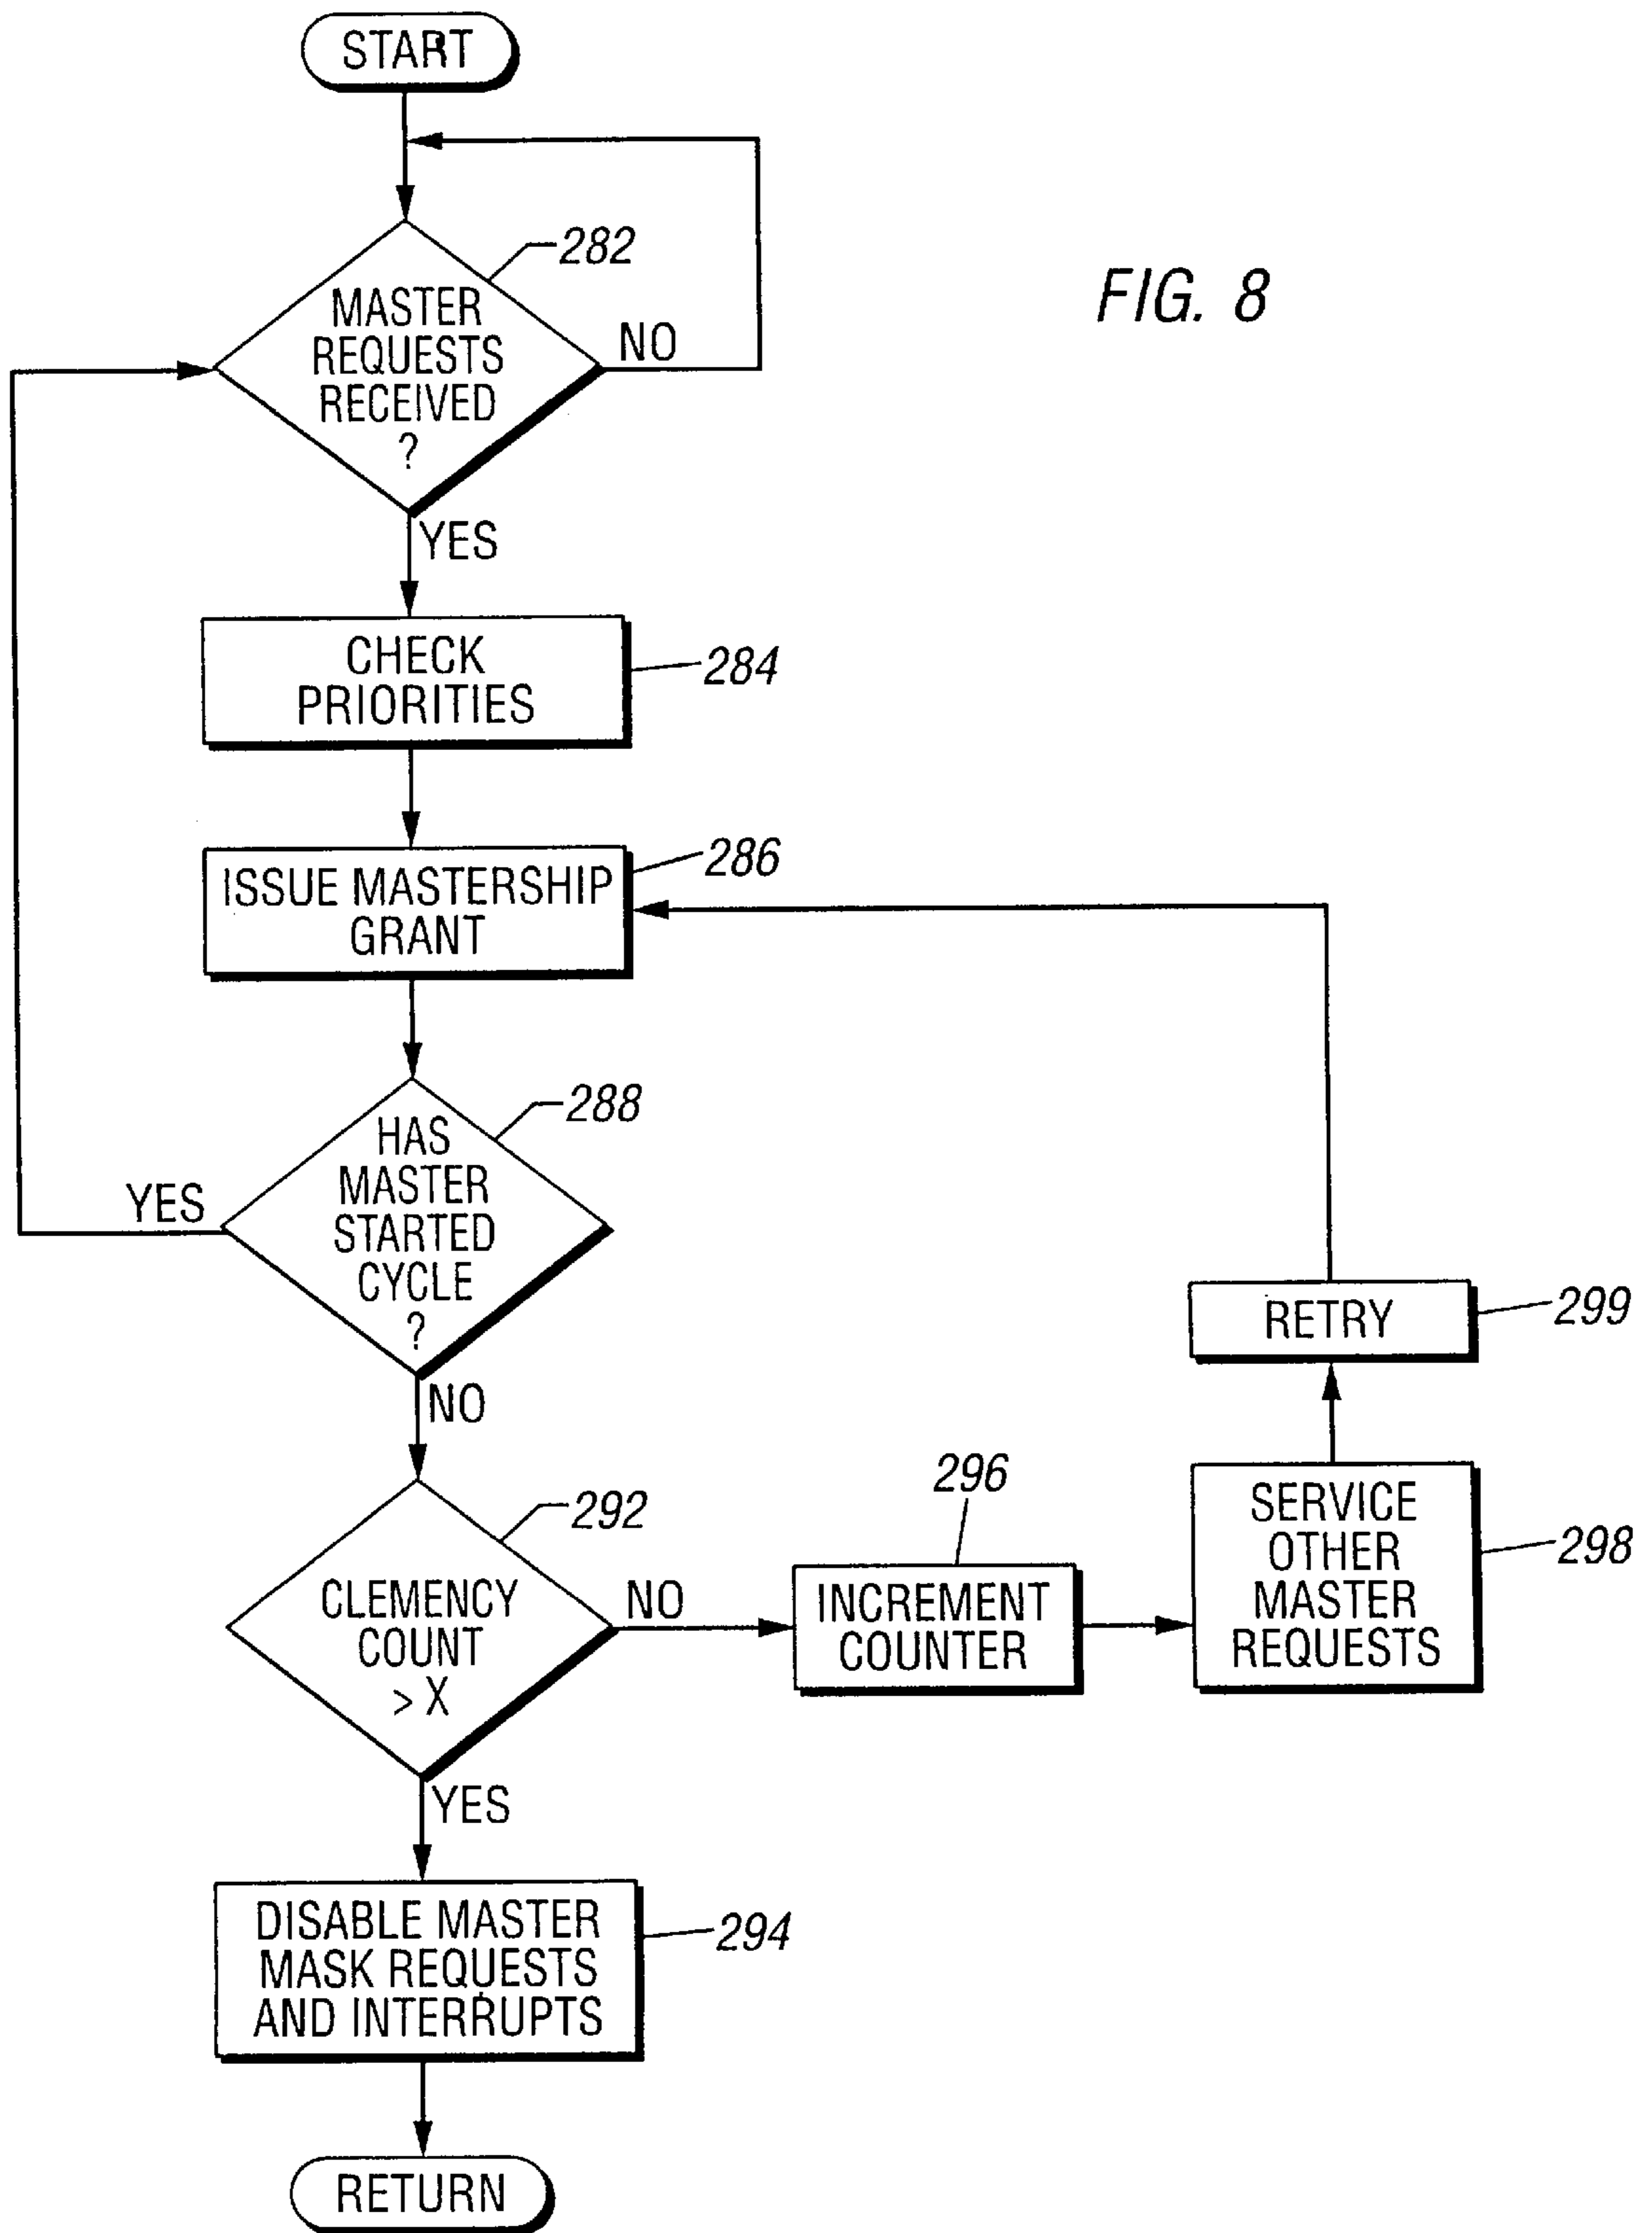 START
282
MASTER
REQUESTS
RECEIVED
?
NO
FIG. 8
YES
CHECK
PRIORITIES
284
ISSUE MASTERSHIP
GRANT
286
HAS
MASTER
STARTED
CYCLE
?
288
YES
NO
RETRY
299
292
CLEMENCY
COUNT
> X
NO
296
INCREMENT
COUNTER
SERVICE
OTHER
MASTER
REQUESTS
298
YES
DISABLE MASTER
MASK REQUESTS
AND INTERRUPTS
294
RETURN